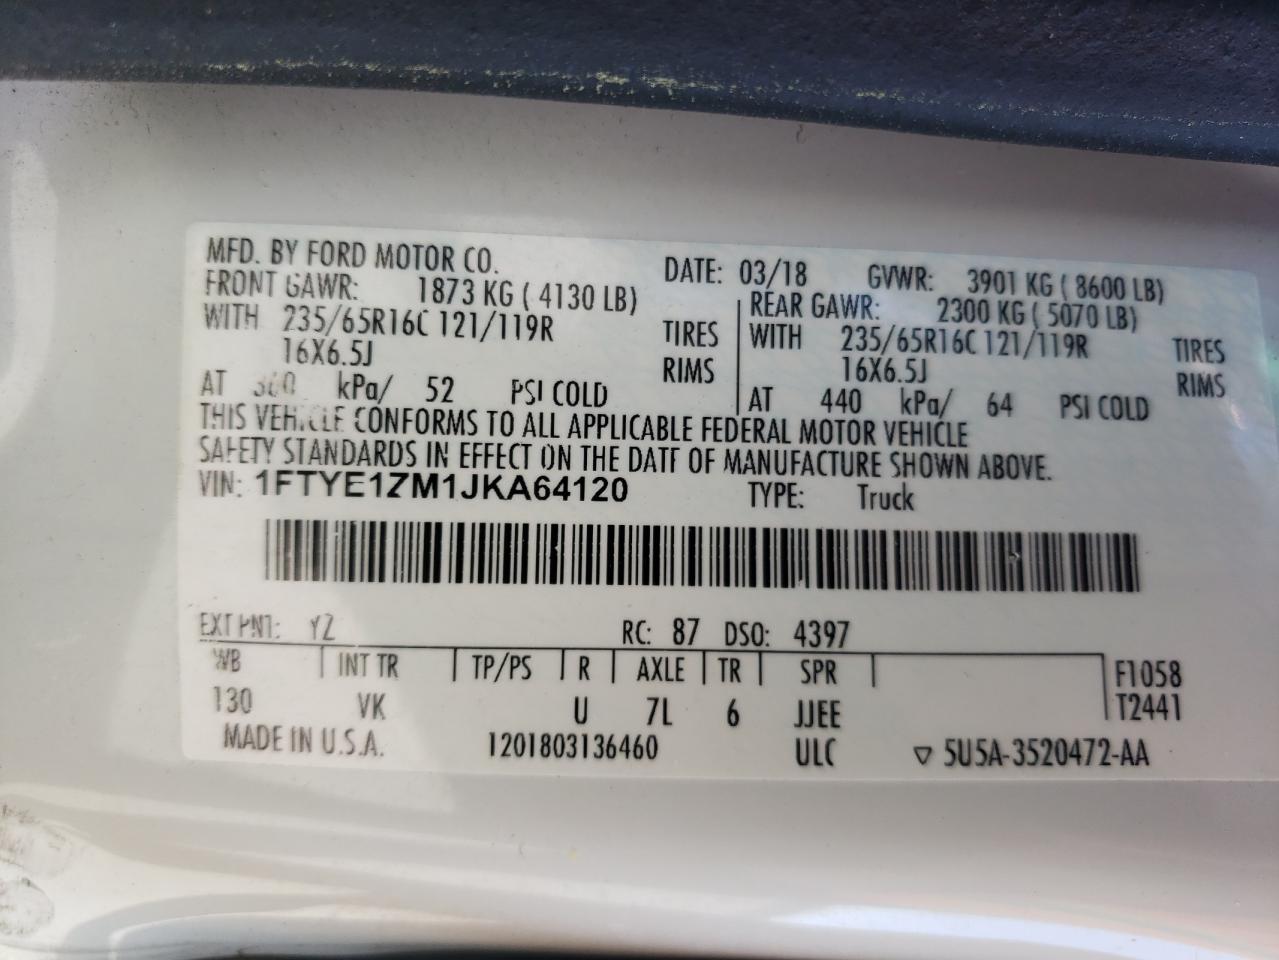 MFD. BY FORD MOTOR CO. DATE: 03/18 GVWR: 3901 KG ( 8600 LB)
FRONT GAWR: 1873 KG ( 4130 LB) REAR GAWR: 2300 KG ( 5070 LB)
WITH 235/65R16C 121/119R TIRES WITH 235/65R16C 121/119R TIRES
16X6.5J RIMS 16X6.5J RIMS
AT 360 kPa/ 52 PSI COLD AT 440 kPa/ 64 PSI COLD
THIS VEHICLE CONFORMS TO ALL APPLICABLE FEDERAL MOTOR VEHICLE
SAFETY STANDARDS IN EFFECT ON THE DATE OF MANUFACTURE SHOWN ABOVE.
VIN: 1FTYE1ZM1JKA64120 TYPE: Truck
EXT PNT: YZ RC: 87 DSO: 4397
WB INT TR TP/PS R AXLE TR SPR F1058
130 VK U 7L 6 JJEE T2441
MADE IN U.S.A. 1201803136460 ULC ▽ 5U5A-3520472-AA